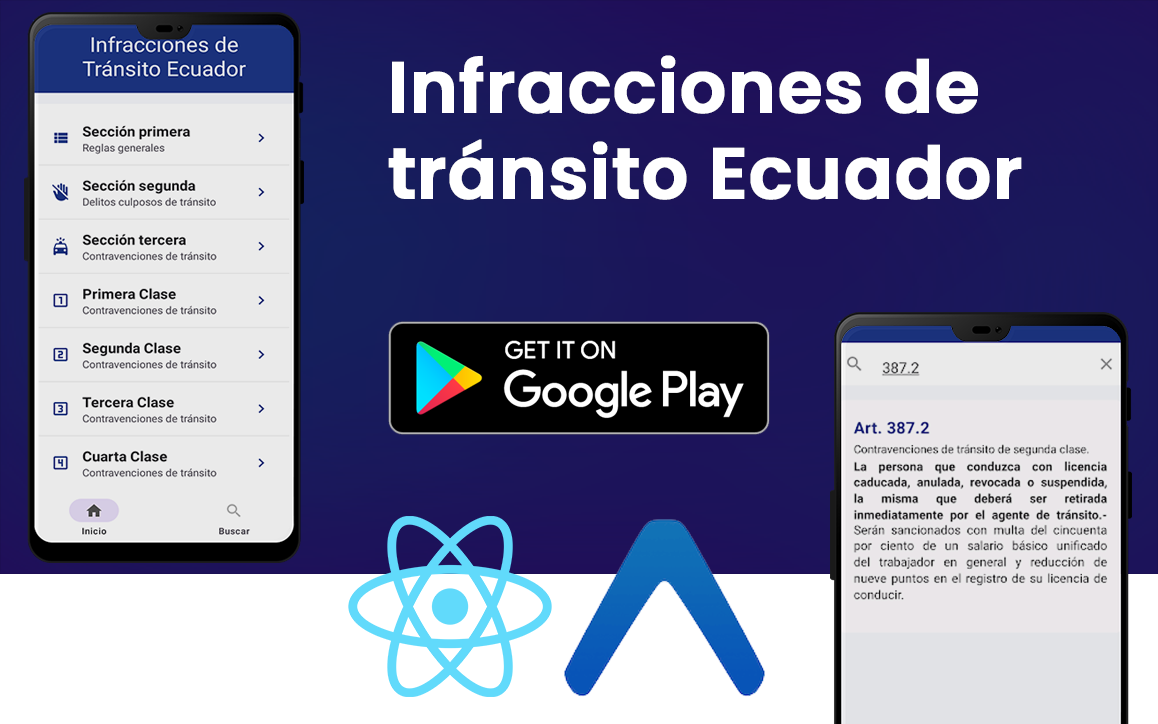 Infracciones de
Tránsito Ecuador
Sección primera
Reglas generales
Sección segunda
Delitos culposos de tránsito
Sección tercera
Contravenciones de tránsito
1
Primera Clase
Contravenciones de tránsito
2
Segunda Clase
Contravenciones de tránsito
3
Tercera Clase
Contravenciones de tránsito
4
Cuarta Clase
Contravenciones de tránsito
Inicio
Buscar
Infracciones de
tránsito Ecuador
GET IT ON
Google Play
387.2
Art. 387.2
Contravenciones de tránsito de segunda clase.
La persona que conduzca con licencia
caducada, anulada, revocada o suspendida,
la misma que deberá ser retirada
inmediatamente por el agente de tránsito.-
Serán sancionados con multa del cincuenta
por ciento de un salario básico unificado
del trabajador en general y reducción de
nueve puntos en el registro de su licencia de
conducir.